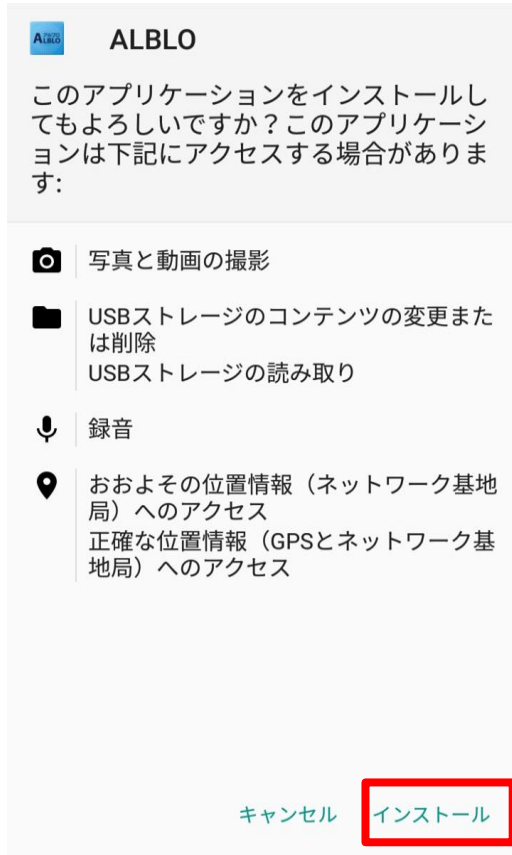 ALBLO
ALBLO
このアプリケーションをインストールし
てもよろしいですか？このアプリケーシ
ョンは下記にアクセスする場合がありま
す:
写真と動画の撮影
USBストレージのコンテンツの変更また
は削除
USBストレージの読み取り
録音
おおよその位置情報（ネットワーク基地
局）へのアクセス
正確な位置情報（GPSとネットワーク基
地局）へのアクセス
キャンセル
インストール